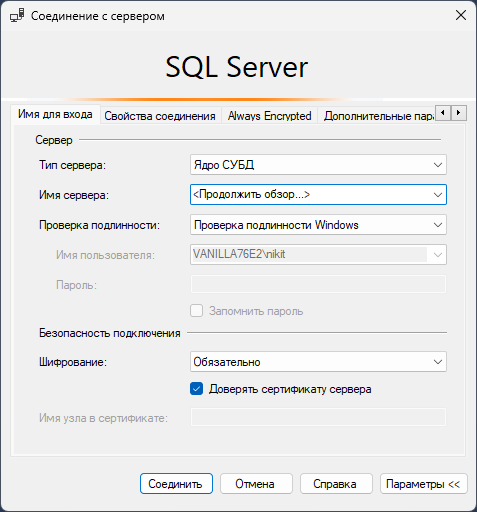 Соединение с сервером
SQL Server
Имя для входа Свойства соединения Always Encrypted Дополнительные пара
Сервер
Тип сервера: Ядро СУБД
Имя сервера: <Продолжить обзор...>
Проверка подлинности: Проверка подлинности Windows
Имя пользователя: VANILLA76E2\nikit
Пароль:
Запомнить пароль
Безопасность подключения
Шифрование: Обязательно
Доверять сертификату сервера
Имя узла в сертификате:
Соединить Отмена Справка Параметры <<